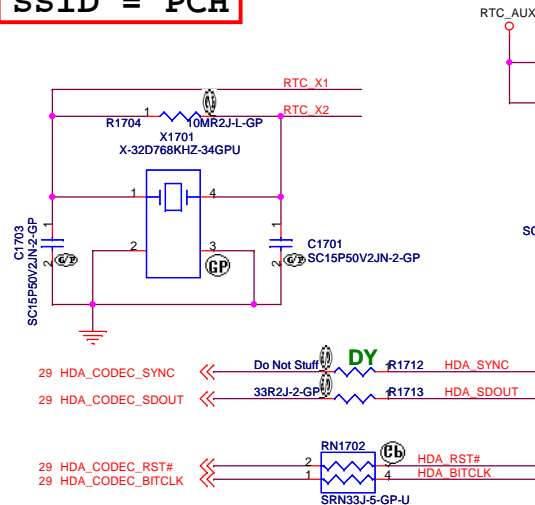 SSID = PCH
RTC_AUX
RTC_X1
R1704
1
10MR2J-L-GP
RTC_X2
X1701
X-32D768KHZ-34GPU
1
4
2
3
GP
C1703
SC15P50V2JN-2-GP
1
2
1
2
C1701
SC15P50V2JN-2-GP
29 HDA_CODEC_SYNC
Do Not Stuff
DY
1
R1712
HDA_SYNC
29 HDA_CODEC_SDOUT
33R2J-2-GP
1
R1713
HDA_SDOUT
RN1702
29 HDA_CODEC_RST#
2
HDA_RST#
29 HDA_CODEC_BITCLK
1
4
HDA_BITCLK
SRN33J-5-GP-U